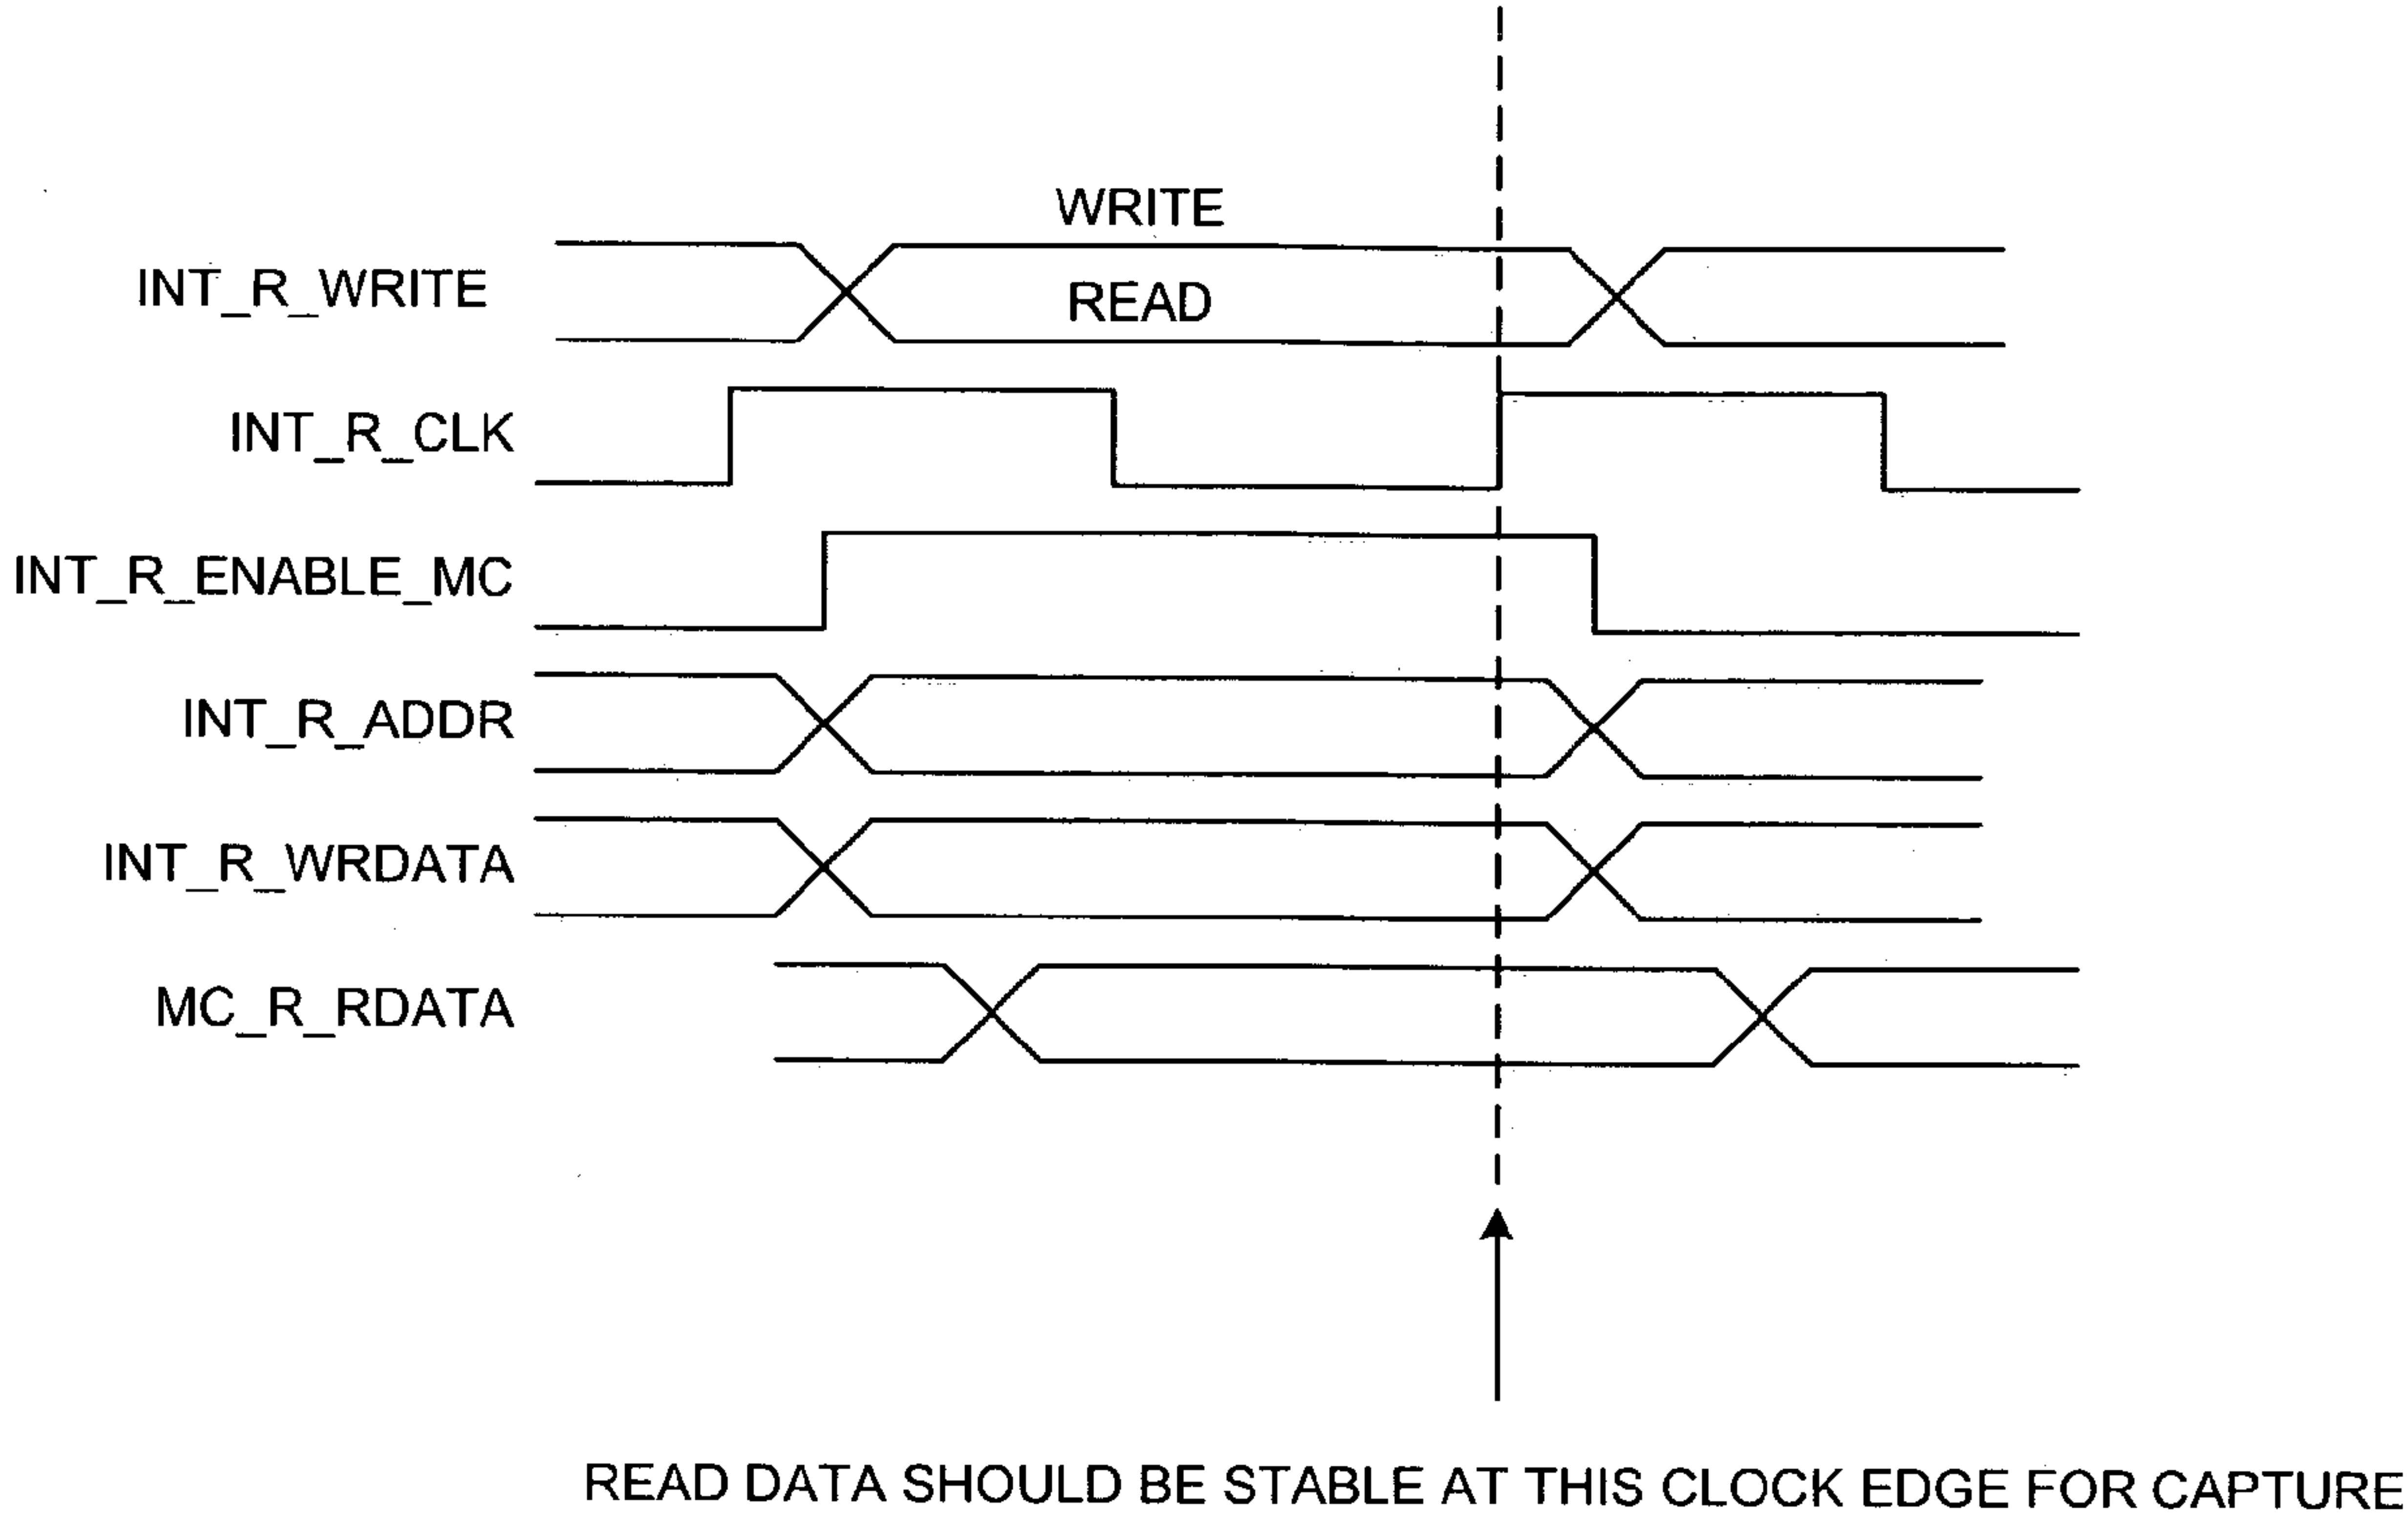 WRITE
INT_R_WRITE
READ
INT_R_CLK
INT_R_ENABLE_MC
INT_R_ADDR
INT_R_WRDATA
MC_R_RDATA
READ DATA SHOULD BE STABLE AT THIS CLOCK EDGE FOR CAPTURE